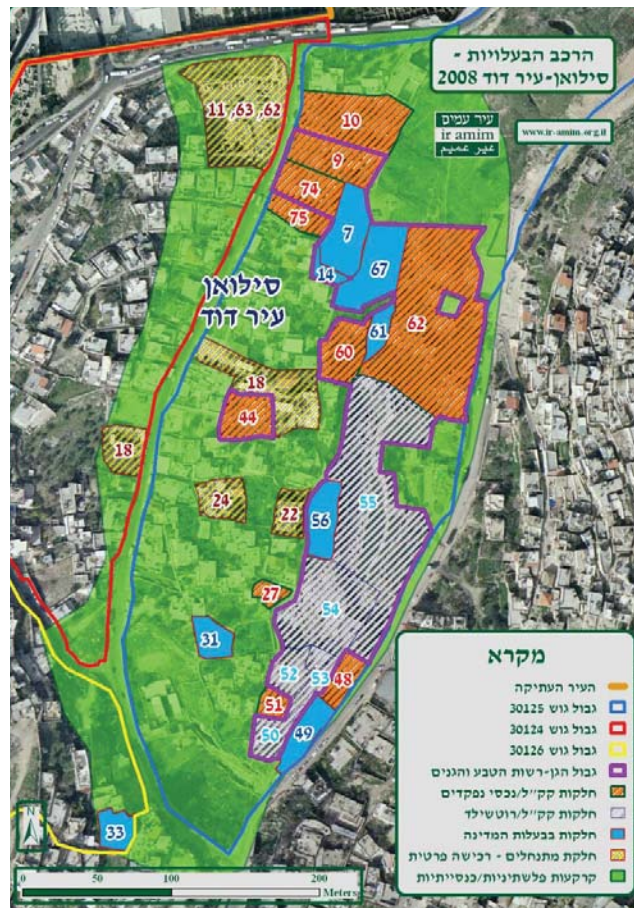 הרכב הבעלויות -
סילואן-עיר דוד 2008
עיר עמים
ir amim
عير عميم
www.ir-amim.org.il
11 ,63 ,62
10
9
74
75
7
14
67
62
61
60
סילואן
עיר דוד
18
44
18
24
22
56
55
27
54
31
52
53
48
51
50
49
33
מקרא
העיר העתיקה
גבול גוש 30125
גבול גוש 30124
גבול גוש 30126
גבול הגן-רשות הטבע והגנים
חלקות קק"ל/נכסי נפקדים
חלקות קק"ל/רוטשילד
חלקות בבעלות המדינה
חלקת מתנחלים - רכישה פרטית
קרקעות פלשתיניות/כנסייתיות
N
0 50 100 200
Meters